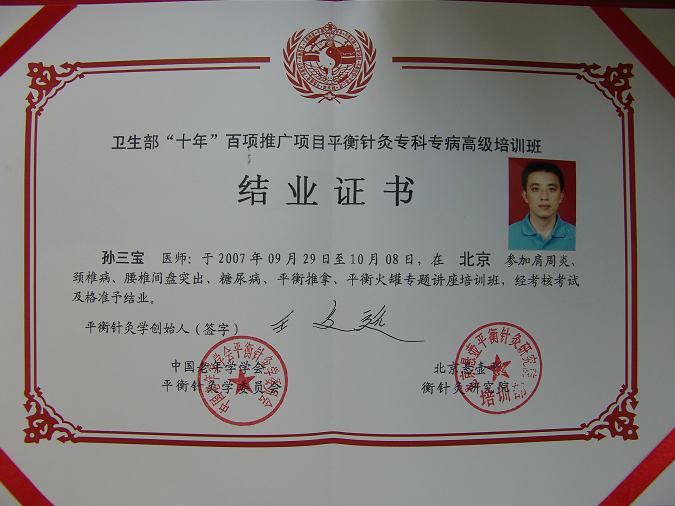 卫生部“十年”百项推广项目平衡针灸专科专病高级培训班
结业证书
孙三宝 医师：于2007年09月29日至10月08日，在 北京 参加肩周炎、
颈椎病、腰椎间盘突出、糖尿病、平衡推拿、平衡火罐专题讲座培训班，经考核考试
及格准予结业。
平衡针灸学创始人（签字）
中国老年学学会
平衡针灸学委员会
北京 壶平
衡针灸研究院
培训